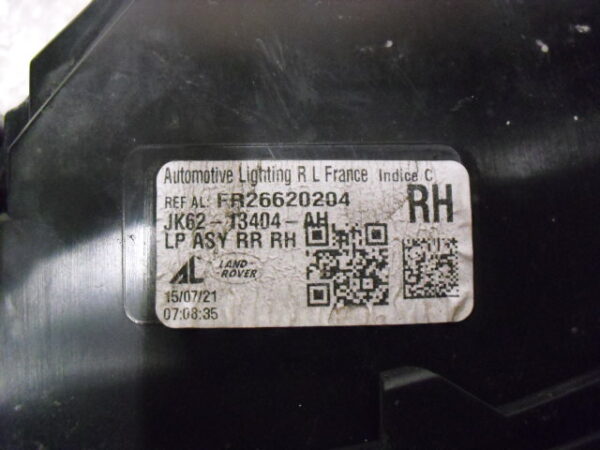 Automotive Lighting R L France Indice C
REF AL: FR26620204
RH
JK62-13404-AH
LP ASY RR RH
AL LAND ROVER
15/07/21
07:08:35